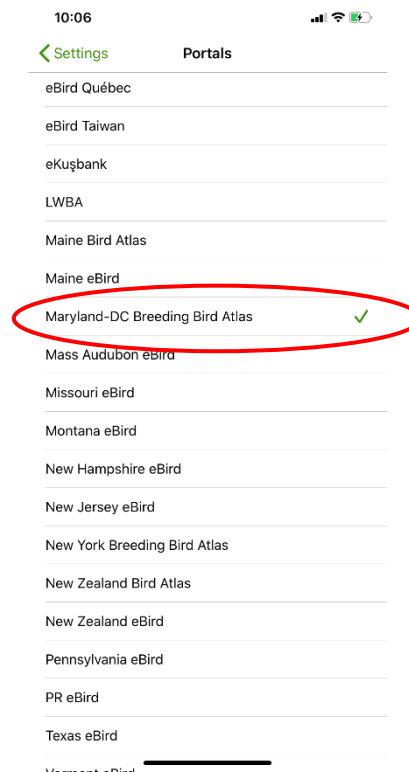 10:06
Settings
Portals
eBird Québec
eBird Taiwan
eKuşbank
LWBA
Maine Bird Atlas
Maine eBird
Maryland-DC Breeding Bird Atlas
Mass Audubon eBird
Missouri eBird
Montana eBird
New Hampshire eBird
New Jersey eBird
New York Breeding Bird Atlas
New Zealand Bird Atlas
New Zealand eBird
Pennsylvania eBird
PR eBird
Texas eBird
Vermont eBird